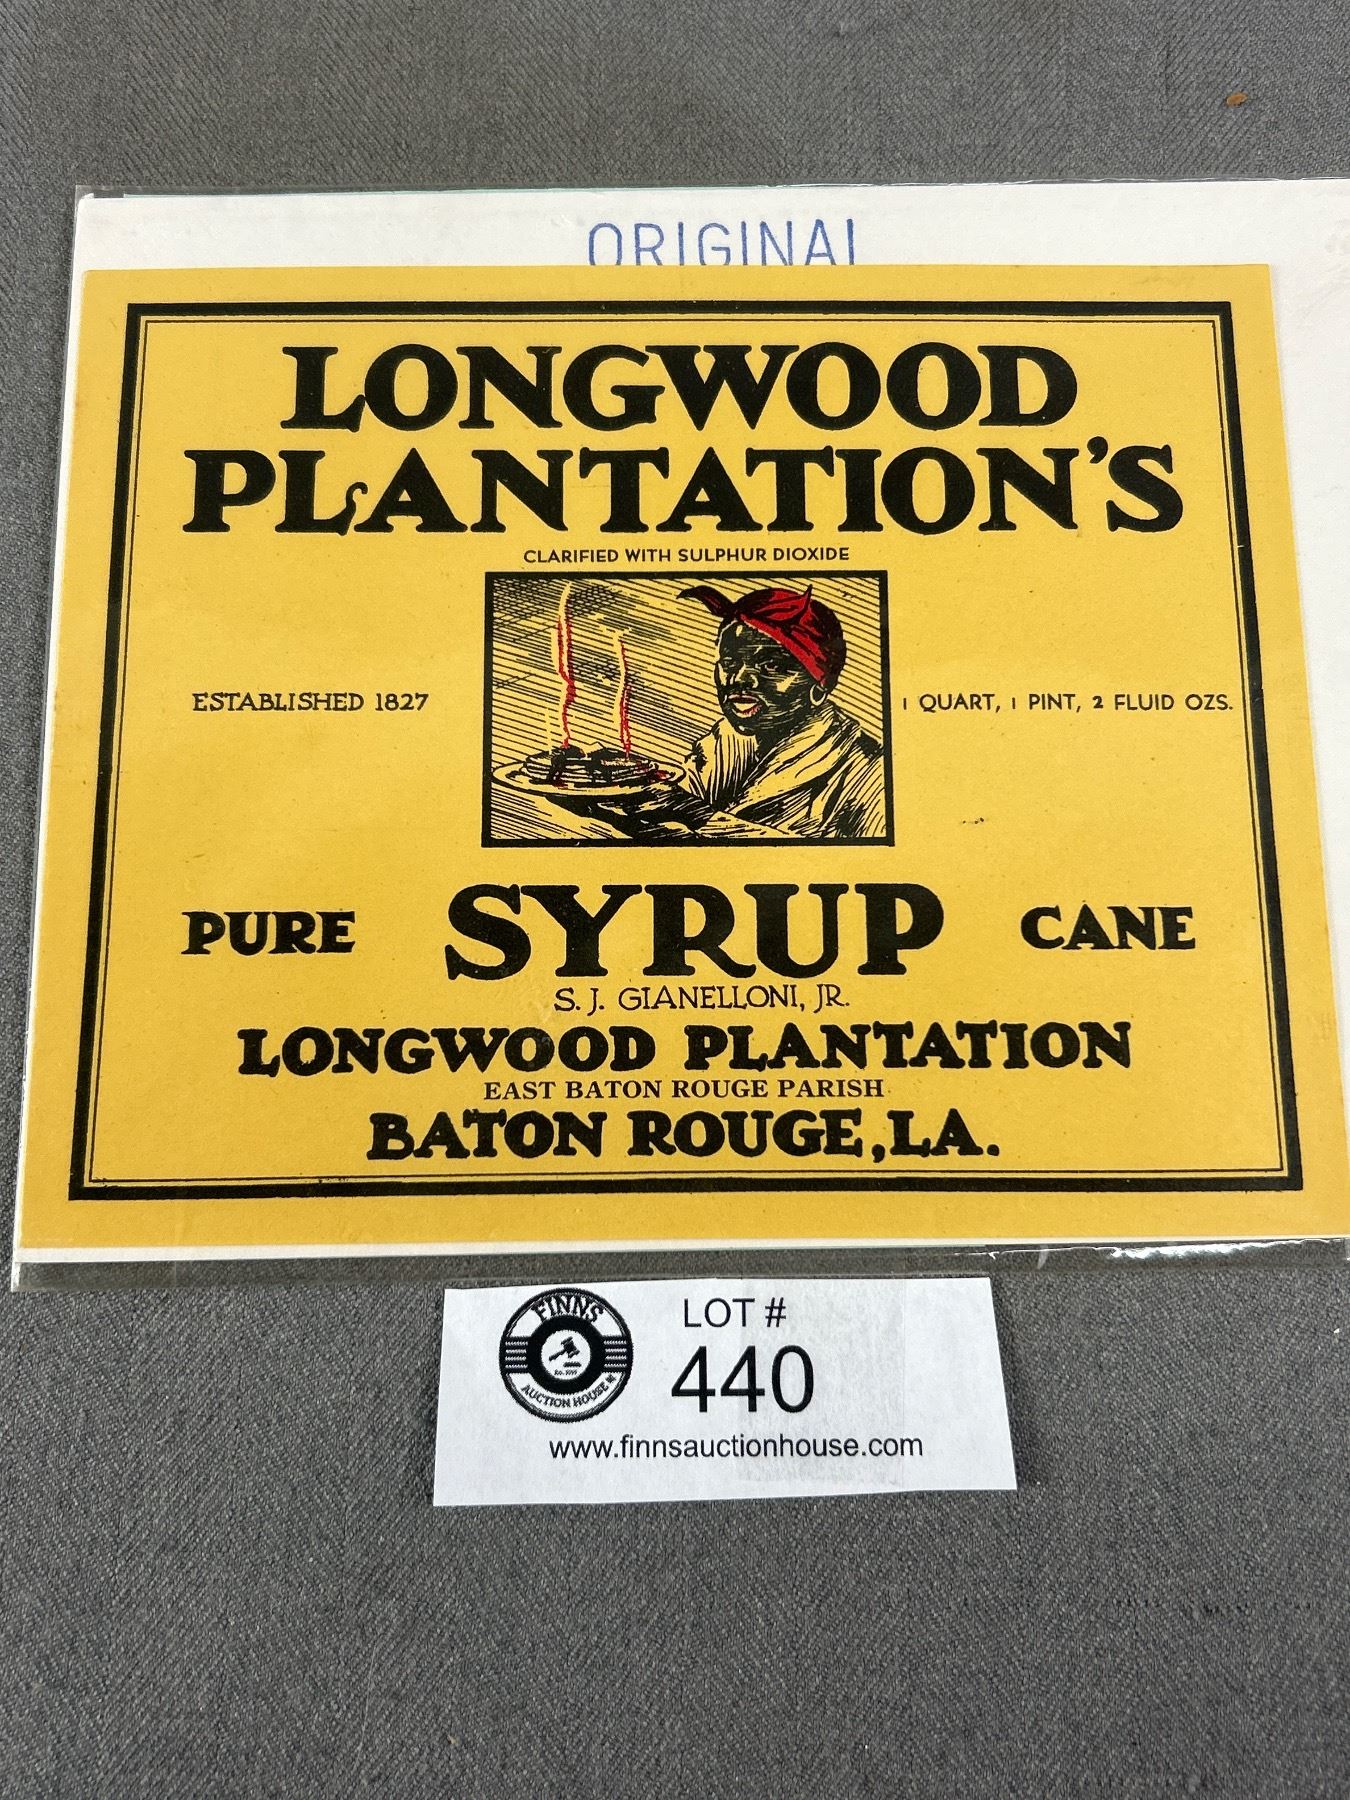 ORIGINAL
LONGWOOD
PLANTATION'S
CLARIFIED WITH SULPHUR DIOXIDE
ESTABLISHED 1827
1 QUART, 1 PINT, 2 FLUID OZS.
PURE SYRUP CANE
S. J. GIANELLONI, JR.
LONGWOOD PLANTATION
EAST BATON ROUGE PARISH
BATON ROUGE, LA.
FINNS
AUCTION HOUSE
LOT #
440
www.finnsauctionhouse.com